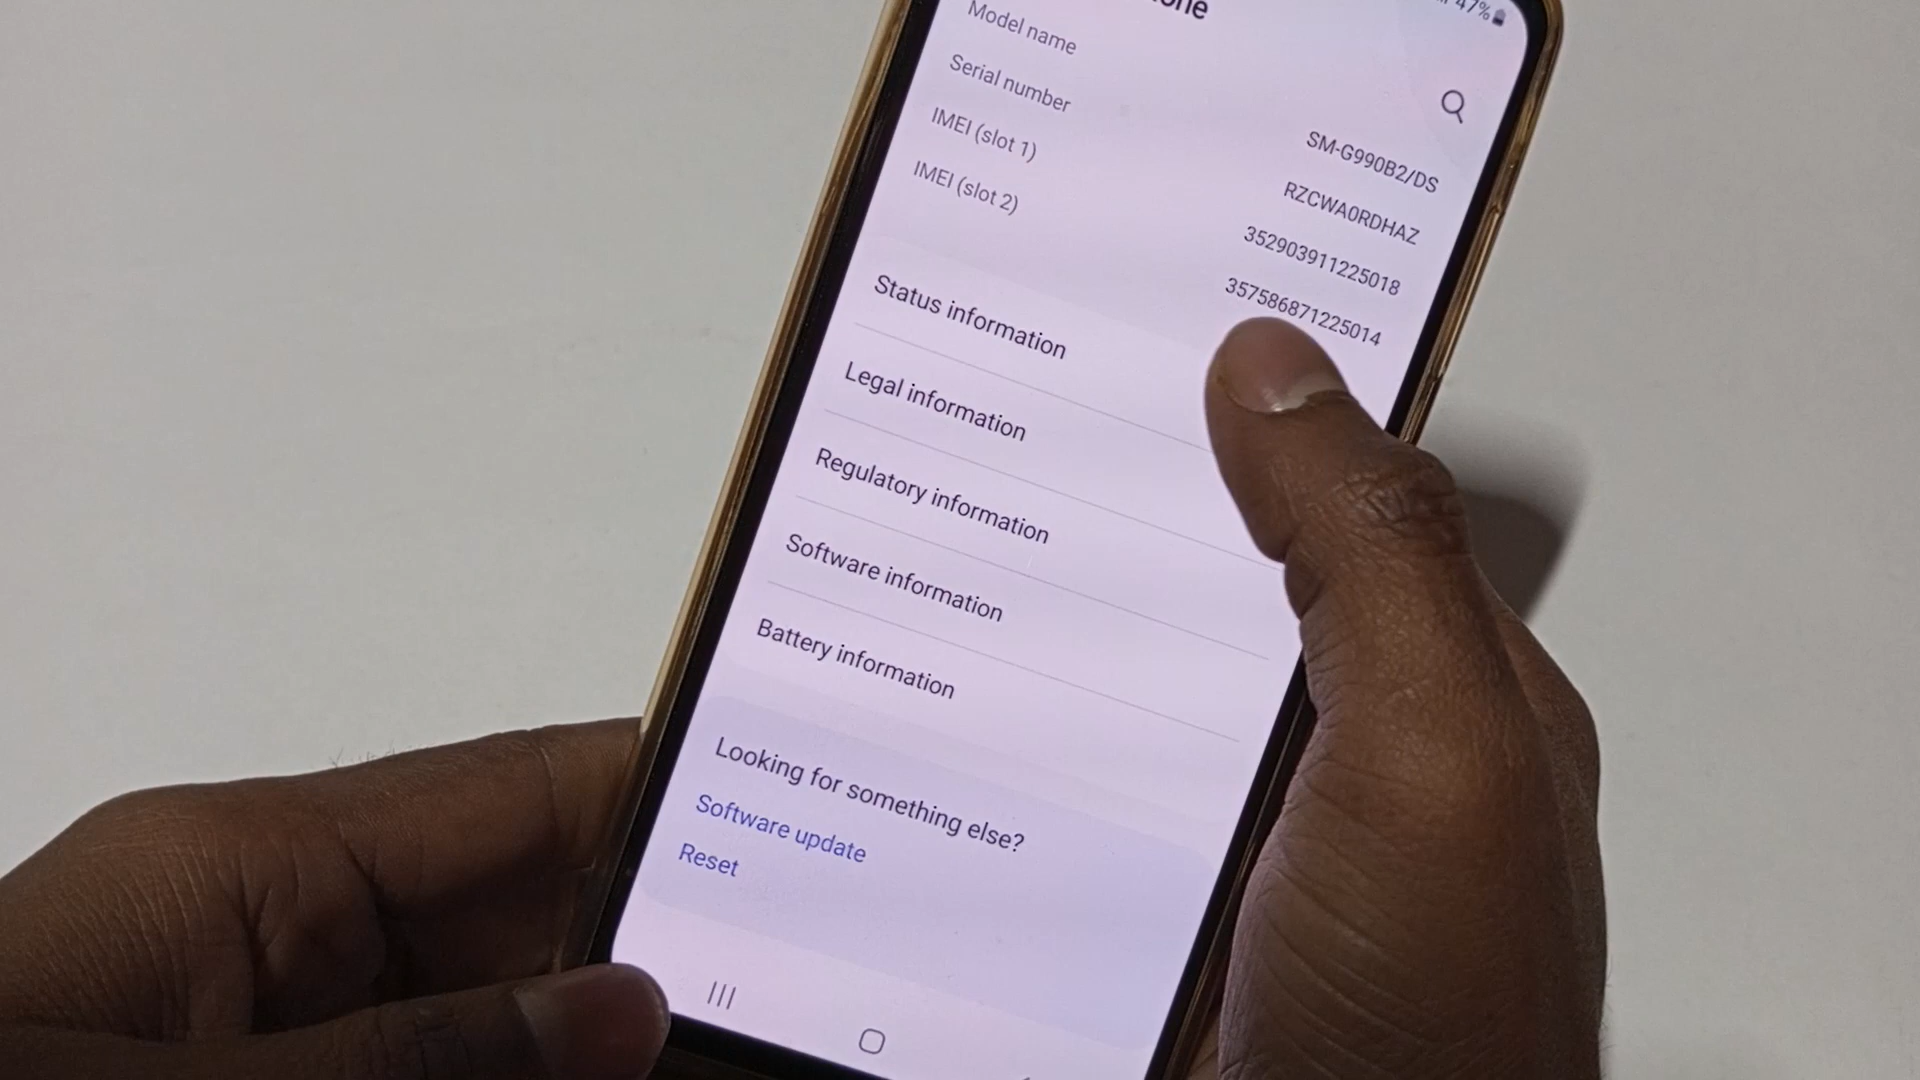 47%
Model name
SM-G990B2/DS
Serial number
RZCWA0RDHAZ
IMEI (slot 1)
352903911225018
IMEI (slot 2)
357586871225014
Status information
Legal information
Regulatory information
Software information
Battery information
Looking for something else?
Software update
Reset